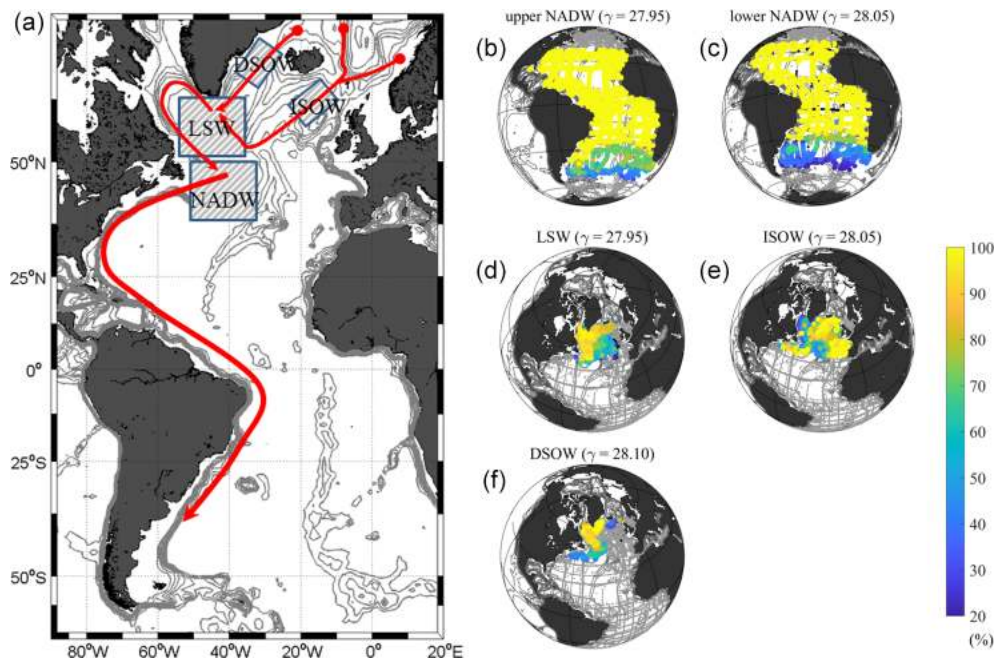 (a)
DSOW
ISOW
LSW
NADW
50°N
25°N
0°
25°S
50°S
80°W
60°W
40°W
20°W
0°
20°E
upper NADW (γ = 27.95)
(b)
lower NADW (γ = 28.05)
(c)
LSW (γ = 27.95)
(d)
ISOW (γ = 28.05)
(e)
DSOW (γ = 28.10)
(f)
100
90
80
70
60
50
40
30
20
(%)